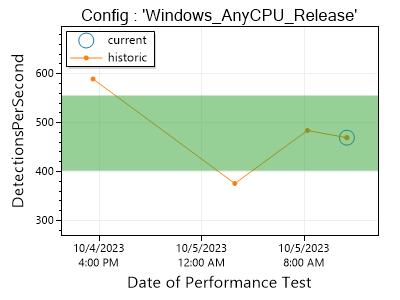 Config : 'Windows_AnyCPU_Release'
current
historic
600
500
400
300
DetectionsPerSecond
10/4/2023 10/5/2023 10/5/2023
4:00 PM 12:00 AM 8:00 AM
Date of Performance Test